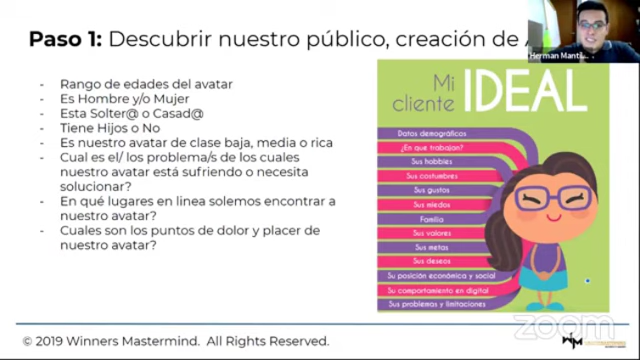 Paso 1: Descubrir nuestro público, creación de
Herman Manti
- Rango de edades del avatar
- Es Hombre y/o Mujer
- Esta Solter@ o Casad@
- Tiene Hijos o No
- Es nuestro avatar de clase baja, media o rica
- Cual es el/ los problema/s de los cuales
nuestro avatar está sufriendo o necesita
solucionar?
- En qué lugares en linea solemos encontrar a
nuestro avatar?
- Cuales son los puntos de dolor y placer de
nuestro avatar?
Mi
cliente
IDEAL
Datos demográficos
¿En que trabajan?
Sus hobbies
Sus costumbres
Sus gustos
Sus miedos
Familia
Sus valores
Sus metas
Sus deseos
Su posición económica y social
Su comportamiento en digital
Sus problemas y limitaciones
© 2019 Winners Mastermind. All Rights Reserved.
zoom